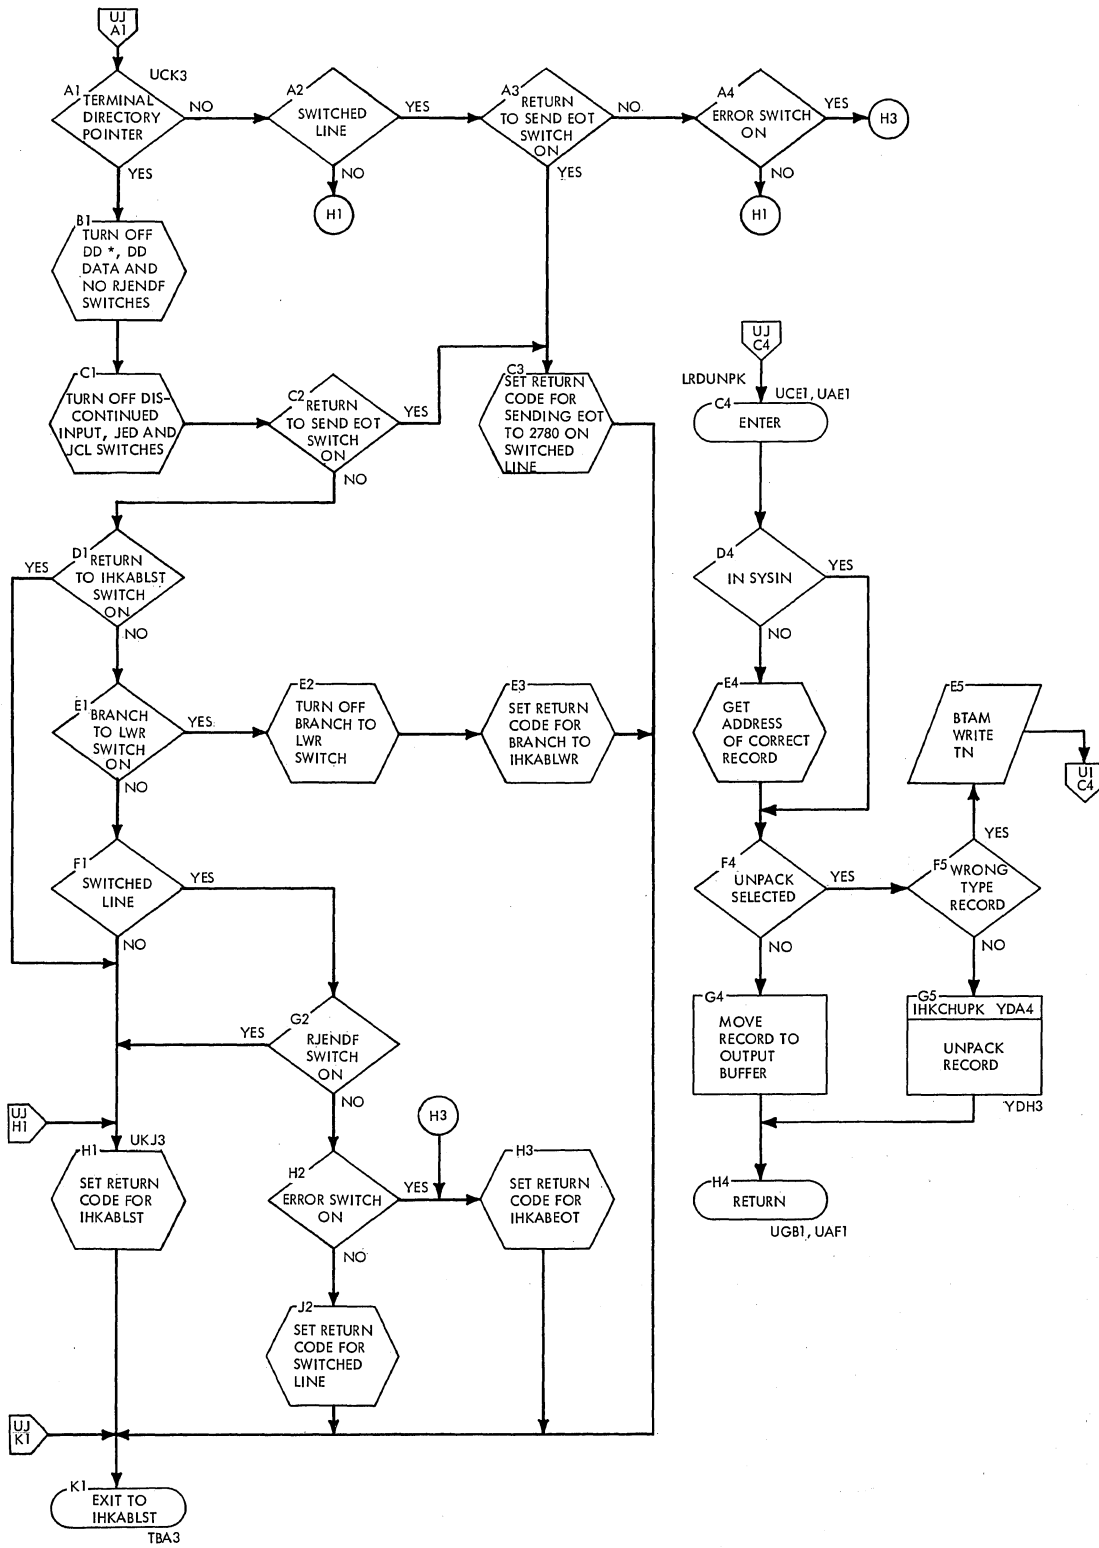 UJ
A1
UCK3
A1
TERMINAL
DIRECTORY
POINTER
NO
YES
A2
SWITCHED
LINE
YES
NO
H1
A3
RETURN
TO SEND EOT
SWITCH
ON
NO
YES
A4
ERROR SWITCH
ON
YES
H3
NO
H1
B1
TURN OFF
DD *, DD
DATA AND
NO RJENDF
SWITCHES
C1
TURN OFF DIS-
CONTINUED
INPUT, JED AND
JCL SWITCHES
C2
RETURN
TO SEND EOT
SWITCH
ON
YES
NO
C3
SET RETURN
CODE FOR
SENDING EOT
TO 2780 ON
SWITCHED
LINE
UJ
C4
LRDUNPK
UCE1, UAE1
C4
ENTER
D1
RETURN
TO IHKABLST
SWITCH
ON
YES
NO
D4
IN SYSIN
YES
NO
E1
BRANCH
TO LWR
SWITCH
ON
YES
NO
E2
TURN OFF
BRANCH TO
LWR
SWITCH
E3
SET RETURN
CODE FOR
BRANCH TO
IHKABLWR
E4
GET
ADDRESS
OF CORRECT
RECORD
E5
BTAM
WRITE
TN
UI
C4
F1
SWITCHED
LINE
YES
NO
F4
UNPACK
SELECTED
YES
NO
F5
WRONG
TYPE
RECORD
YES
NO
G2
RJENDF
SWITCH
ON
YES
NO
G4
MOVE
RECORD TO
OUTPUT
BUFFER
G5
IHKCHUPK YDA4
UNPACK
RECORD
YDH3
UJ
H1
UKJ3
H1
SET RETURN
CODE FOR
IHKABLST
H2
ERROR SWITCH
ON
YES
NO
H3
H3
SET RETURN
CODE FOR
IHKABEOT
H4
RETURN
UGB1, UAF1
J2
SET RETURN
CODE FOR
SWITCHED
LINE
UJ
K1
K1
EXIT TO
IHKABLST
TBA3